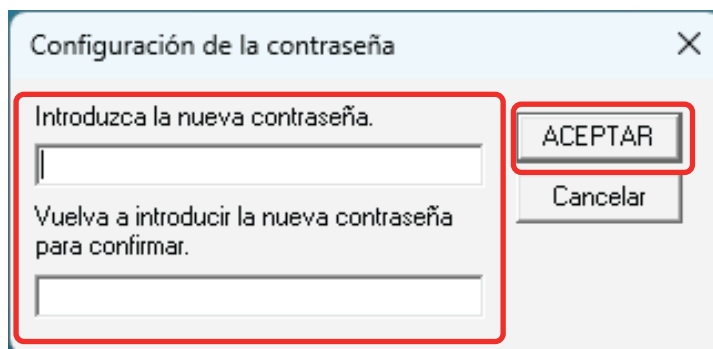 Configuración de la contraseña
Introduzca la nueva contraseña.
ACEPTAR
Cancelar
Vuelva a introducir la nueva contraseña
para confirmar.